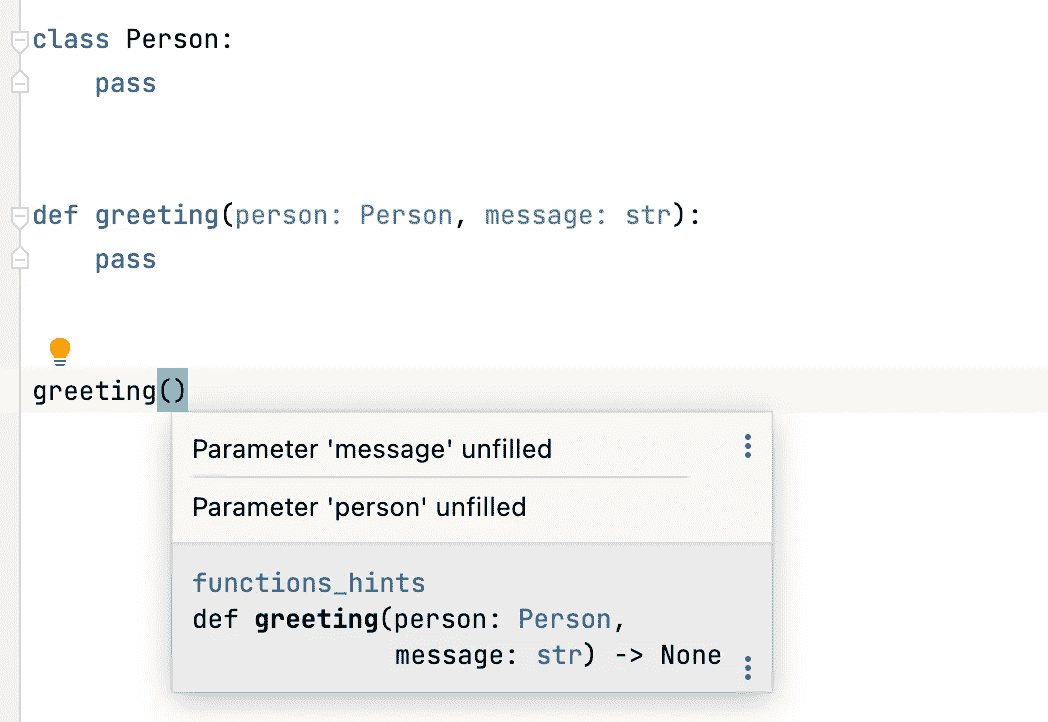 class Person:
    pass
def greeting(person: Person, message: str):
    pass
greeting()
Parameter 'message' unfilled
Parameter 'person' unfilled
functions_hints
def greeting(person: Person,
             message: str) -> None